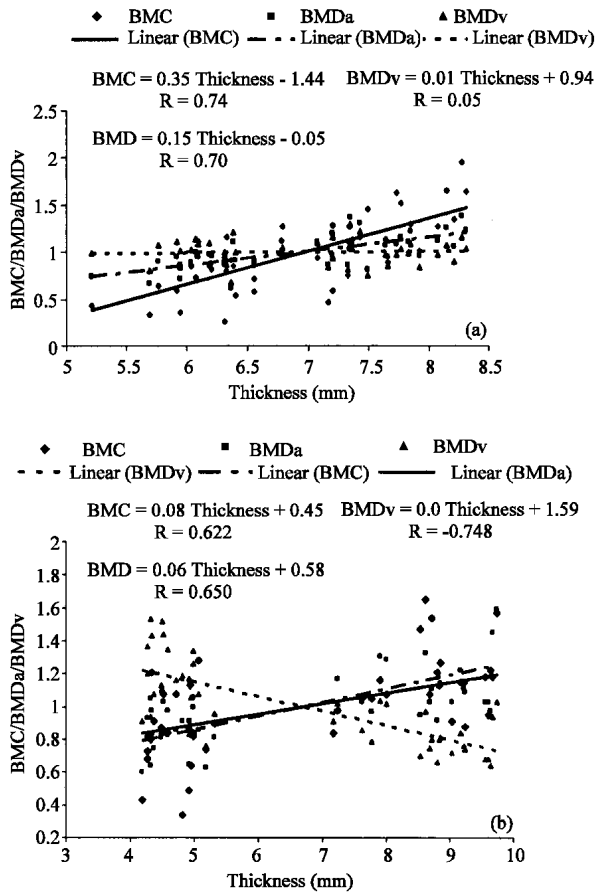 BMC BMDa BMDv
Linear (BMC) Linear (BMDa) Linear (BMDv)
BMC = 0.35 Thickness - 1.44 BMDv = 0.01 Thickness + 0.94
R = 0.74 R = 0.05
BMD = 0.15 Thickness - 0.05
R = 0.70
2.5
2
1.5
1
0.5
0
BMC/BMDa/BMDv
5 5.5 6 6.5 7 7.5 8 8.5
(a)
Thickness (mm)
BMC BMDa BMDv
Linear (BMDv) Linear (BMC) Linear (BMDa)
BMC = 0.08 Thickness + 0.45 BMDv = 0.0 Thickness + 1.59
R = 0.622 R = -0.748
BMD = 0.06 Thickness + 0.58
R = 0.650
2
1.8
1.6
1.4
1.2
1
0.8
0.6
0.4
0.2
BMC/BMDa/BMDv
3 4 5 6 7 8 9 10
(b)
Thickness (mm)